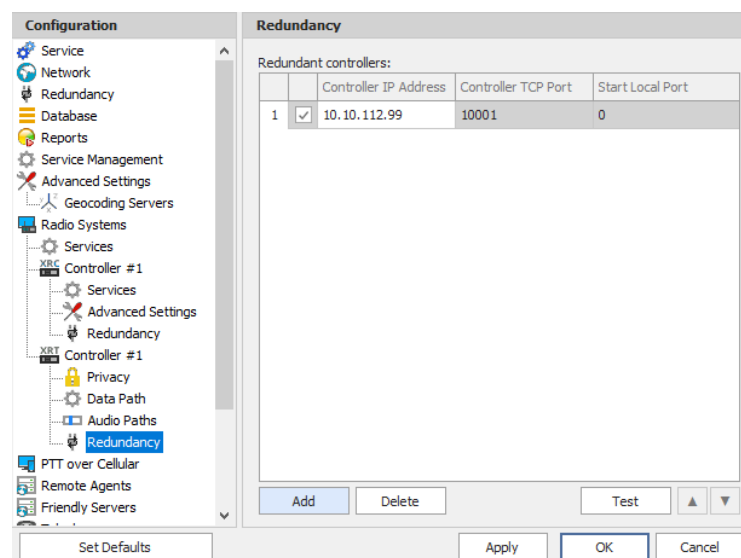 Configuration
Service
Network
Redundancy
Database
Reports
Service Management
Advanced Settings
Geocoding Servers
Radio Systems
Services
XRC Controller #1
Services
Advanced Settings
Redundancy
XRT Controller #1
Privacy
Data Path
Audio Paths
Redundancy
PTT over Cellular
Remote Agents
Friendly Servers
Set Defaults
Redundancy
Redundant controllers:
Controller IP Address Controller TCP Port Start Local Port
1 10.10.112.99 10001 0
Add Delete Test
Apply OK Cancel